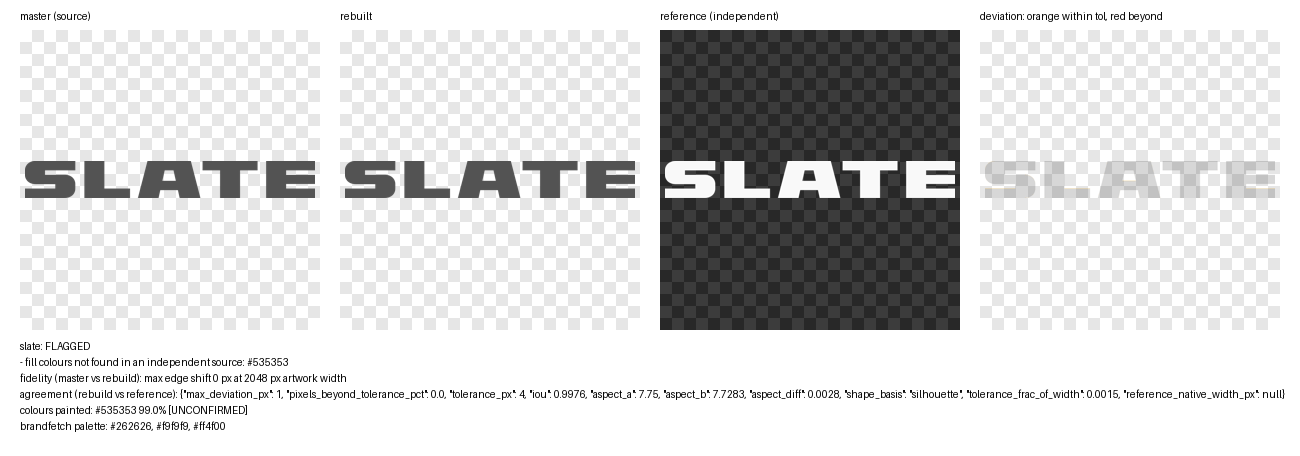 master (source)
rebuilt
reference (independent)
deviation: orange within tol, red beyond
SLATE
SLATE
SLATE
SLATE
slate: FLAGGED
- fill colours not found in an independent source: #535353
fidelity (master vs rebuild): max edge shift 0 px at 2048 px artwork width
agreement (rebuild vs reference): {"max_deviation_px": 1, "pixels_beyond_tolerance_pct": 0.0, "tolerance_px": 4, "iou": 0.9976, "aspect_a": 7.75, "aspect_b": 7.7283, "aspect_diff": 0.0028, "shape_basis": "silhouette", "tolerance_frac_of_width": 0.0015, "reference_native_width_px": null}
colours painted: #535353 99.0% [UNCONFIRMED]
brandfetch palette: #262626, #f9f9f9, #ff4f00